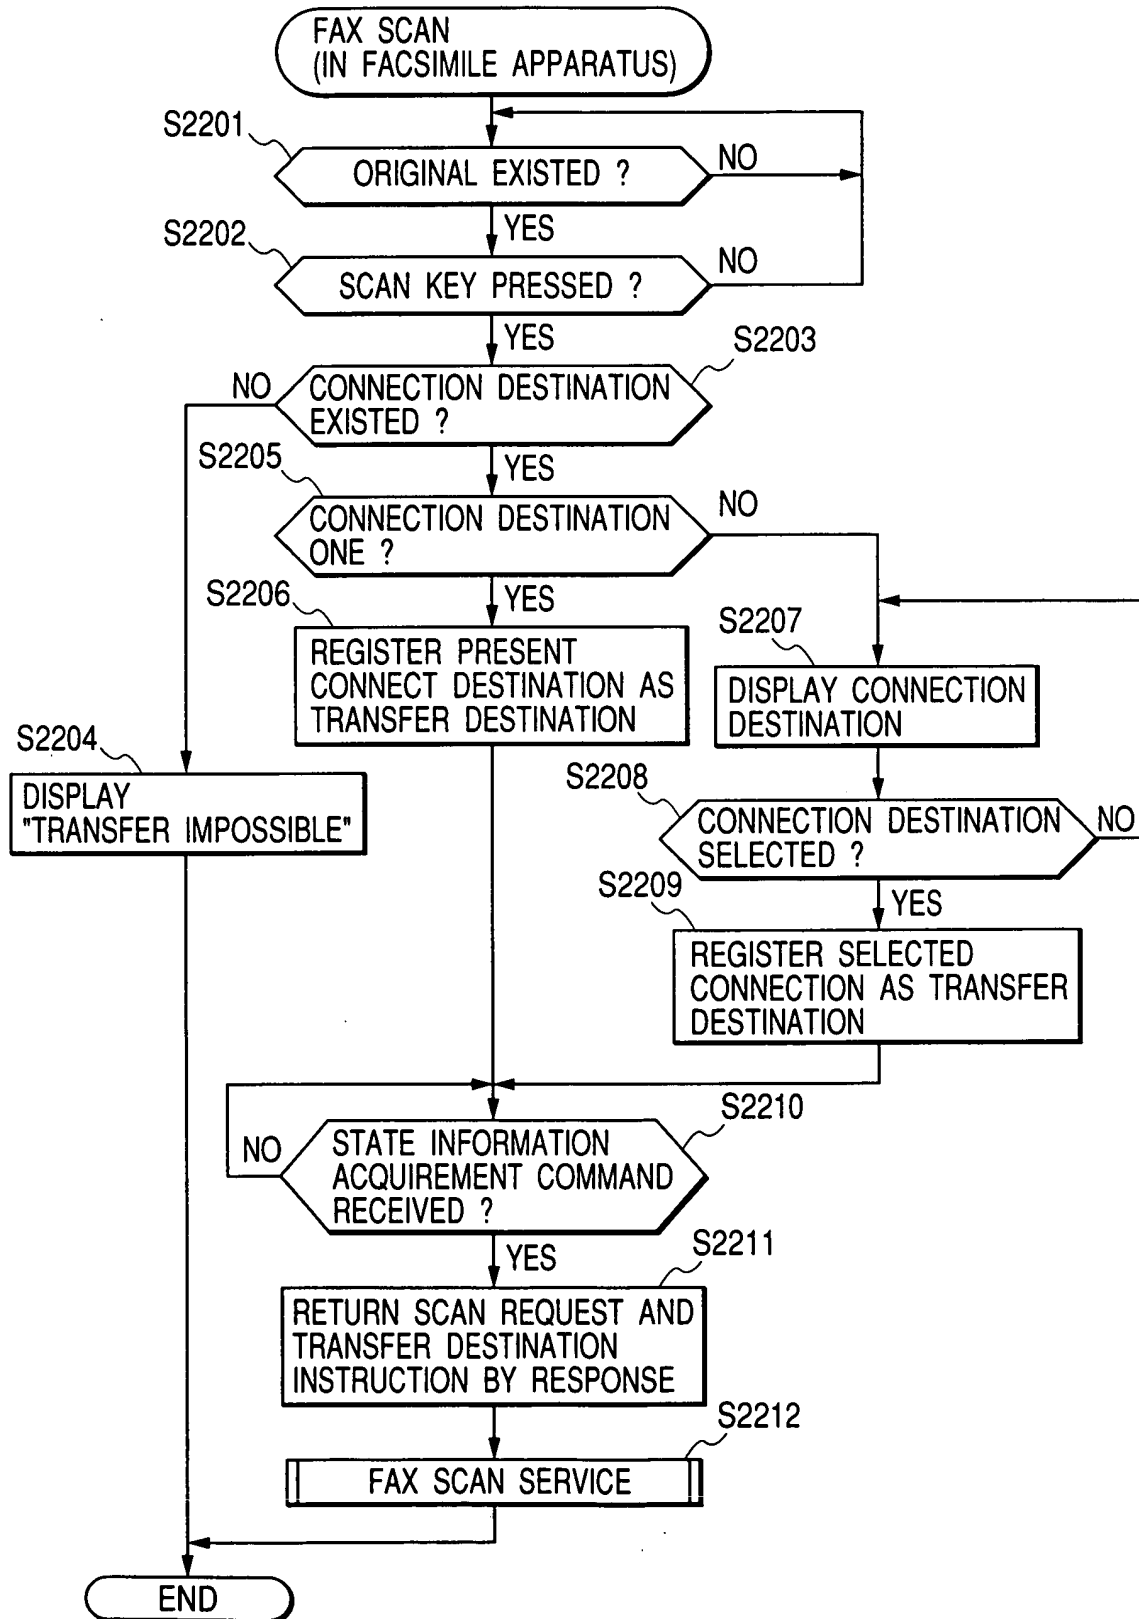 FAX SCAN
(IN FACSIMILE APPARATUS)
S2201
ORIGINAL EXISTED ?
NO
YES
S2202
SCAN KEY PRESSED ?
NO
YES
S2203
NO
CONNECTION DESTINATION
EXISTED ?
YES
S2205
CONNECTION DESTINATION
ONE ?
NO
YES
S2206
REGISTER PRESENT
CONNECT DESTINATION AS
TRANSFER DESTINATION
S2207
DISPLAY CONNECTION
DESTINATION
S2204
DISPLAY
"TRANSFER IMPOSSIBLE"
S2208
CONNECTION DESTINATION
SELECTED ?
NO
YES
S2209
REGISTER SELECTED
CONNECTION AS TRANSFER
DESTINATION
S2210
NO
STATE INFORMATION
ACQUIREMENT COMMAND
RECEIVED ?
YES
S2211
RETURN SCAN REQUEST AND
TRANSFER DESTINATION
INSTRUCTION BY RESPONSE
S2212
FAX SCAN SERVICE
END